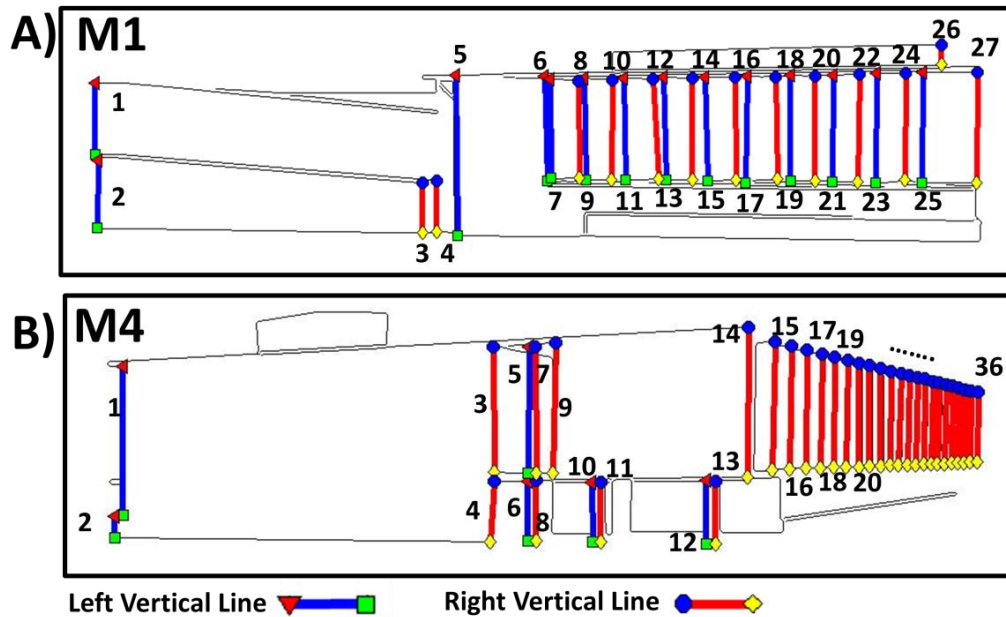 A) M1
26
5 6 8 10 12 14 16 18 20 22 24 27
1
2
3 4 7 9 11 13 15 17 19 21 23 25
B) M4
14 15 17 19 ...... 36
1 3 5 7 9
2 4 6 8 10 11 12 13 16 18 20
Left Vertical Line
Right Vertical Line